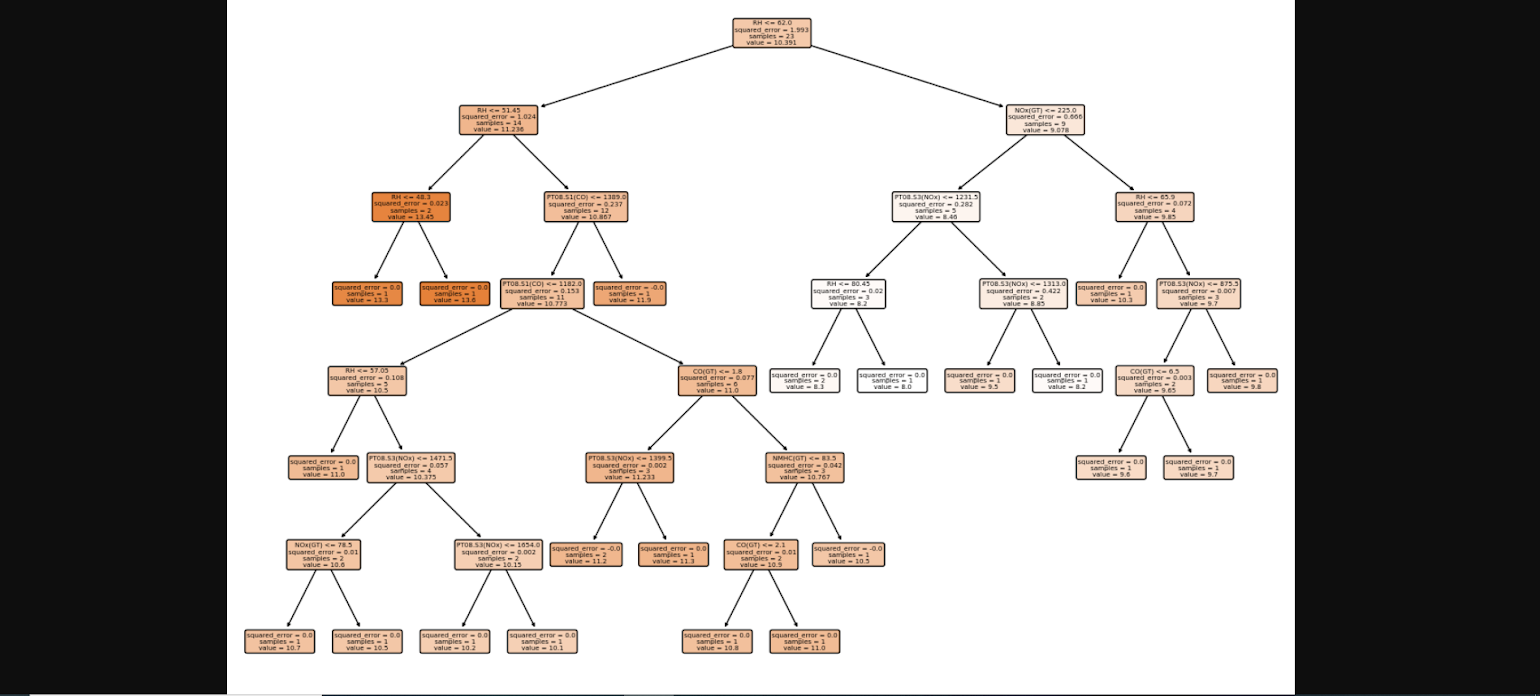 RH <= 62.0
squared_error = 1.993
samples = 23
value = 10.391
RH <= 51.45
squared_error = 1.024
samples = 14
value = 11.236
NOx(GT) <= 225.0
squared_error = 0.666
samples = 9
value = 9.078
RH <= 48.3
squared_error = 0.023
samples = 2
value = 13.45
PT08.S1(CO) <= 1389.0
squared_error = 0.237
samples = 12
value = 10.867
PT08.S3(NOx) <= 1231.5
squared_error = 0.282
samples = 5
value = 8.46
RH <= 65.9
squared_error = 0.072
samples = 4
value = 9.85
squared_error = 0.0
samples = 1
value = 13.3
squared_error = 0.0
samples = 1
value = 13.6
PT08.S1(CO) <= 1182.0
squared_error = 0.153
samples = 11
value = 10.773
squared_error = -0.0
samples = 1
value = 11.9
RH <= 80.45
squared_error = 0.02
samples = 3
value = 8.2
PT08.S3(NOx) <= 1313.0
squared_error = 0.422
samples = 2
value = 8.85
squared_error = 0.0
samples = 1
value = 10.3
PT08.S3(NOx) <= 875.5
squared_error = 0.007
samples = 3
value = 9.7
RH <= 57.05
squared_error = 0.108
samples = 5
value = 10.5
CO(GT) <= 1.8
squared_error = 0.077
samples = 6
value = 11.0
squared_error = 0.0
samples = 2
value = 8.3
squared_error = 0.0
samples = 1
value = 8.0
squared_error = 0.0
samples = 1
value = 9.5
squared_error = 0.0
samples = 1
value = 8.2
CO(GT) <= 6.5
squared_error = 0.003
samples = 2
value = 9.65
squared_error = 0.0
samples = 1
value = 9.8
squared_error = 0.0
samples = 1
value = 11.0
PT08.S3(NOx) <= 1471.5
squared_error = 0.057
samples = 4
value = 10.375
PT08.S3(NOx) <= 1399.5
squared_error = 0.002
samples = 3
value = 11.233
NMHC(GT) <= 83.5
squared_error = 0.042
samples = 3
value = 10.767
squared_error = 0.0
samples = 1
value = 9.6
squared_error = 0.0
samples = 1
value = 9.7
NOx(GT) <= 78.5
squared_error = 0.01
samples = 2
value = 10.6
PT08.S3(NOx) <= 1654.0
squared_error = 0.002
samples = 2
value = 10.15
squared_error = -0.0
samples = 2
value = 11.2
squared_error = 0.0
samples = 1
value = 11.3
CO(GT) <= 2.1
squared_error = 0.01
samples = 2
value = 10.9
squared_error = -0.0
samples = 1
value = 10.5
squared_error = 0.0
samples = 1
value = 10.7
squared_error = 0.0
samples = 1
value = 10.5
squared_error = 0.0
samples = 1
value = 10.2
squared_error = 0.0
samples = 1
value = 10.1
squared_error = 0.0
samples = 1
value = 10.8
squared_error = 0.0
samples = 1
value = 11.0